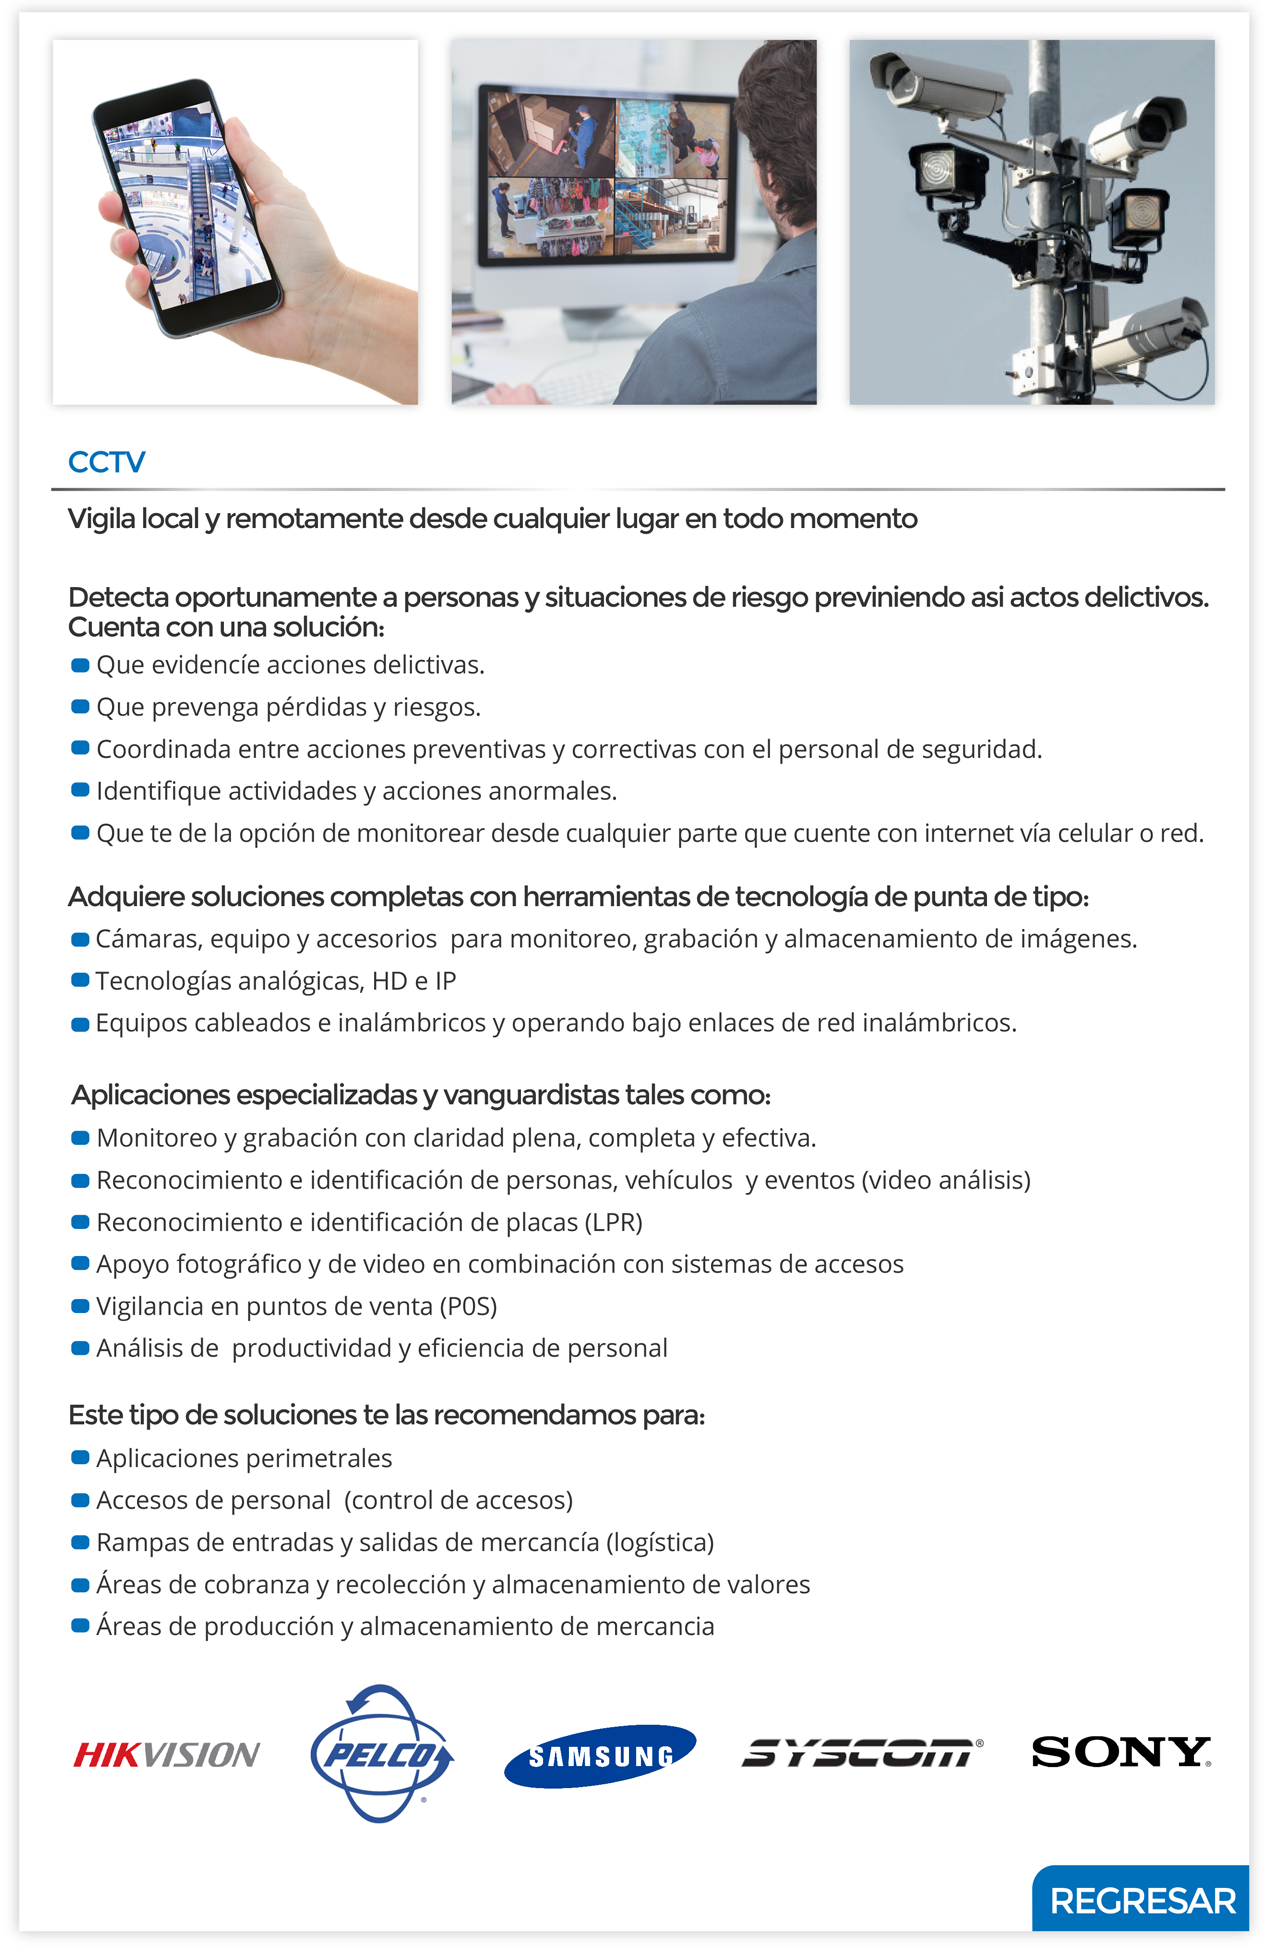 CCTV
Vigila local y remotamente desde cualquier lugar en todo momento
Detecta oportunamente a personas y situaciones de riesgo previniendo asi actos delictivos.
Cuenta con una solución:
Que evidencíe acciones delictivas.
Que prevenga pérdidas y riesgos.
Coordinada entre acciones preventivas y correctivas con el personal de seguridad.
Identifique actividades y acciones anormales.
Que te de la opción de monitorear desde cualquier parte que cuente con internet vía celular o red.
Adquiere soluciones completas con herramientas de tecnología de punta de tipo:
Cámaras, equipo y accesorios  para monitoreo, grabación y almacenamiento de imágenes.
Tecnologías analógicas, HD e IP
Equipos cableados e inalámbricos y operando bajo enlaces de red inalámbricos.
Aplicaciones especializadas y vanguardistas tales como:
Monitoreo y grabación con claridad plena, completa y efectiva.
Reconocimiento e identificación de personas, vehículos  y eventos (video análisis)
Reconocimiento e identificación de placas (LPR)
Apoyo fotográfico y de video en combinación con sistemas de accesos
Vigilancia en puntos de venta (P0S)
Análisis de  productividad y eficiencia de personal
Este tipo de soluciones te las recomendamos para:
Aplicaciones perimetrales
Accesos de personal  (control de accesos)
Rampas de entradas y salidas de mercancía (logística)
Áreas de cobranza y recolección y almacenamiento de valores
Áreas de producción y almacenamiento de mercancia
HIKVISION PELCO® SAMSUNG SYSCOM® SONY®
REGRESAR